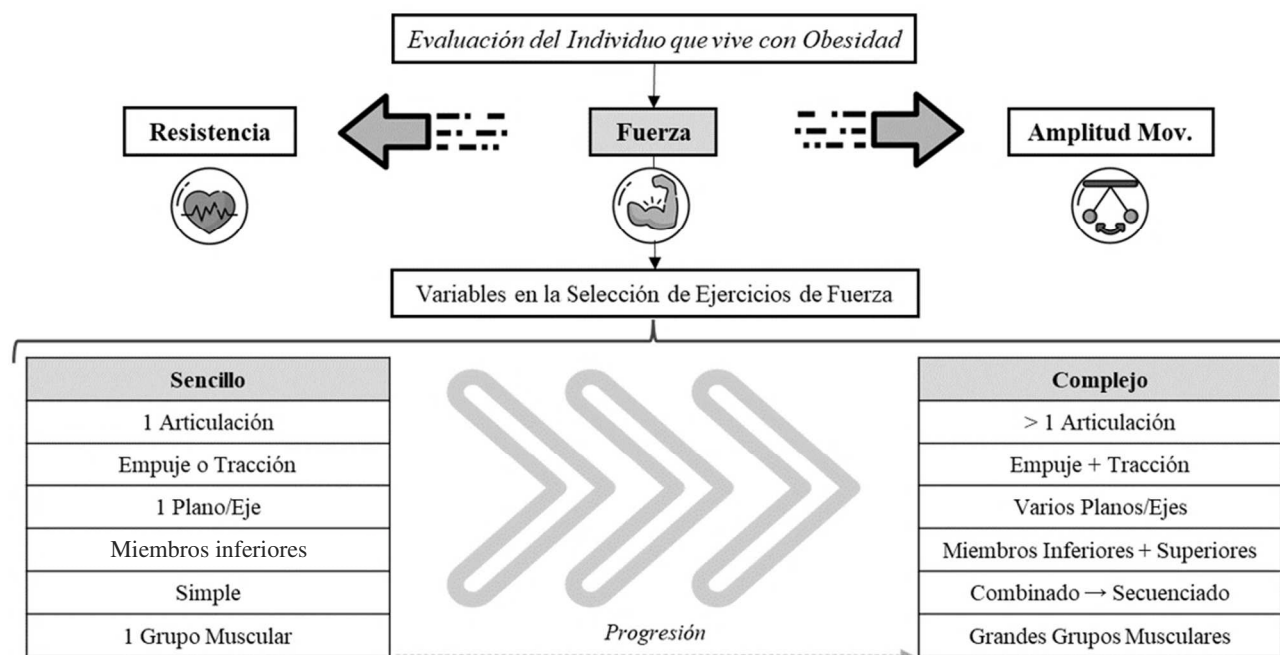 Evaluación del Individuo que vive con Obesidad
Resistencia
Fuerza
Amplitud Mov.
Variables en la Selección de Ejercicios de Fuerza
Sencillo
1 Articulación
Empuje o Tracción
1 Plano/Eje
Miembros inferiores
Simple
1 Grupo Muscular
Progresión
Complejo
> 1 Articulación
Empuje + Tracción
Varios Planos/Ejes
Miembros Inferiores + Superiores
Combinado → Secuenciado
Grandes Grupos Musculares